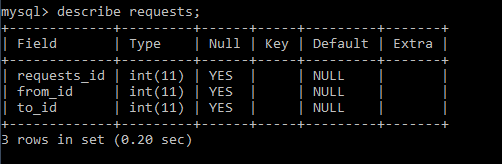 mysql> describe requests;
+-------------+---------+------+-----+---------+-------+
| Field       | Type    | Null | Key | Default | Extra |
+-------------+---------+------+-----+---------+-------+
| requests_id | int(11) | YES  |     | NULL    |       |
| from_id     | int(11) | YES  |     | NULL    |       |
| to_id       | int(11) | YES  |     | NULL    |       |
+-------------+---------+------+-----+---------+-------+
3 rows in set (0.20 sec)